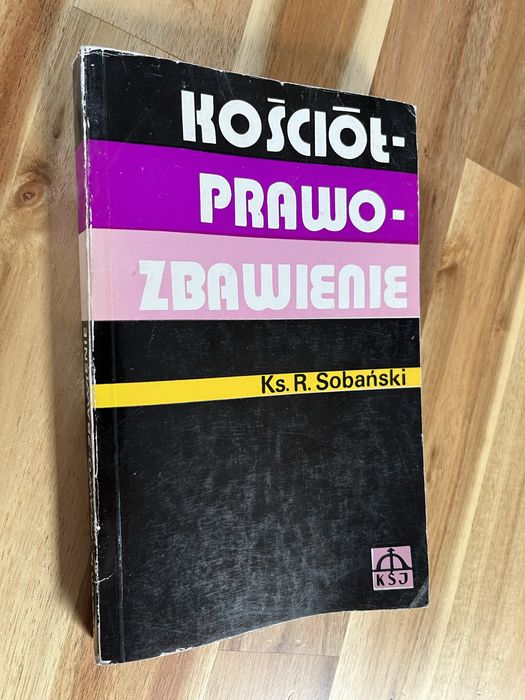 KOŚCIÓŁ-
PRAWO-
ZBAWIENIE
Ks. R. Sobański
KSJ